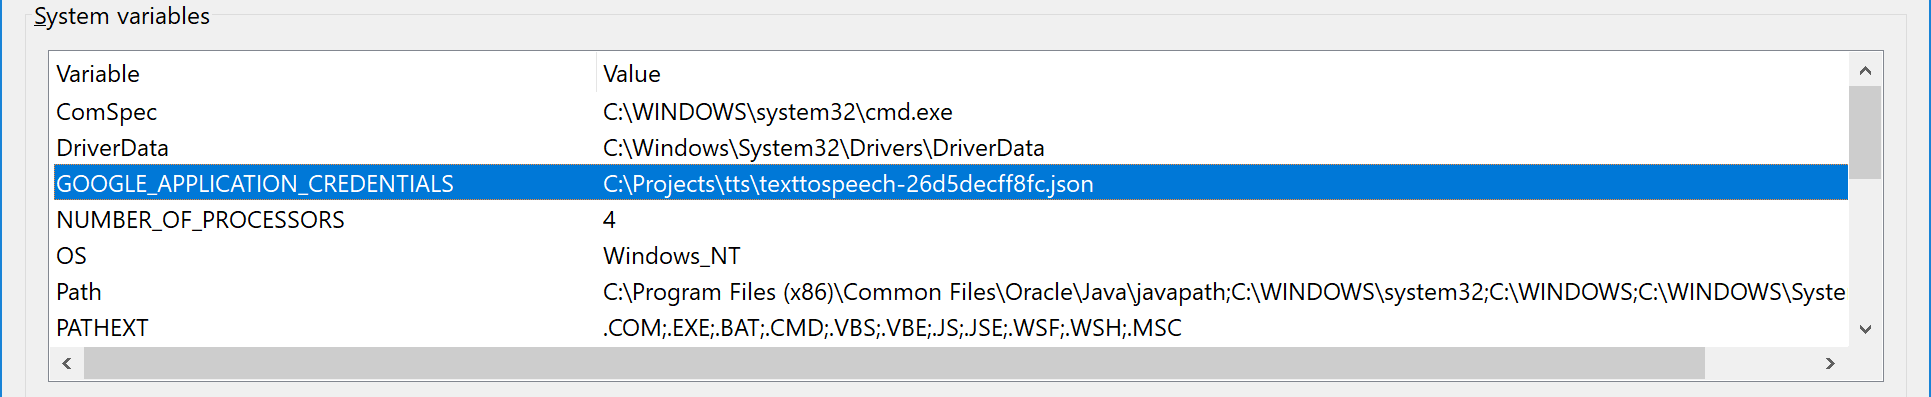 System variables
Variable Value
ComSpec C:\WINDOWS\system32\cmd.exe
DriverData C:\Windows\System32\Drivers\DriverData
GOOGLE_APPLICATION_CREDENTIALS C:\Projects\tts\texttospeech-26d5decff8fc.json
NUMBER_OF_PROCESSORS 4
OS Windows_NT
Path C:\Program Files (x86)\Common Files\Oracle\Java\javapath;C:\WINDOWS\system32;C:\WINDOWS;C:\WINDOWS\Syste
PATHEXT .COM;.EXE;.BAT;.CMD;.VBS;.VBE;.JS;.JSE;.WSF;.WSH;.MSC